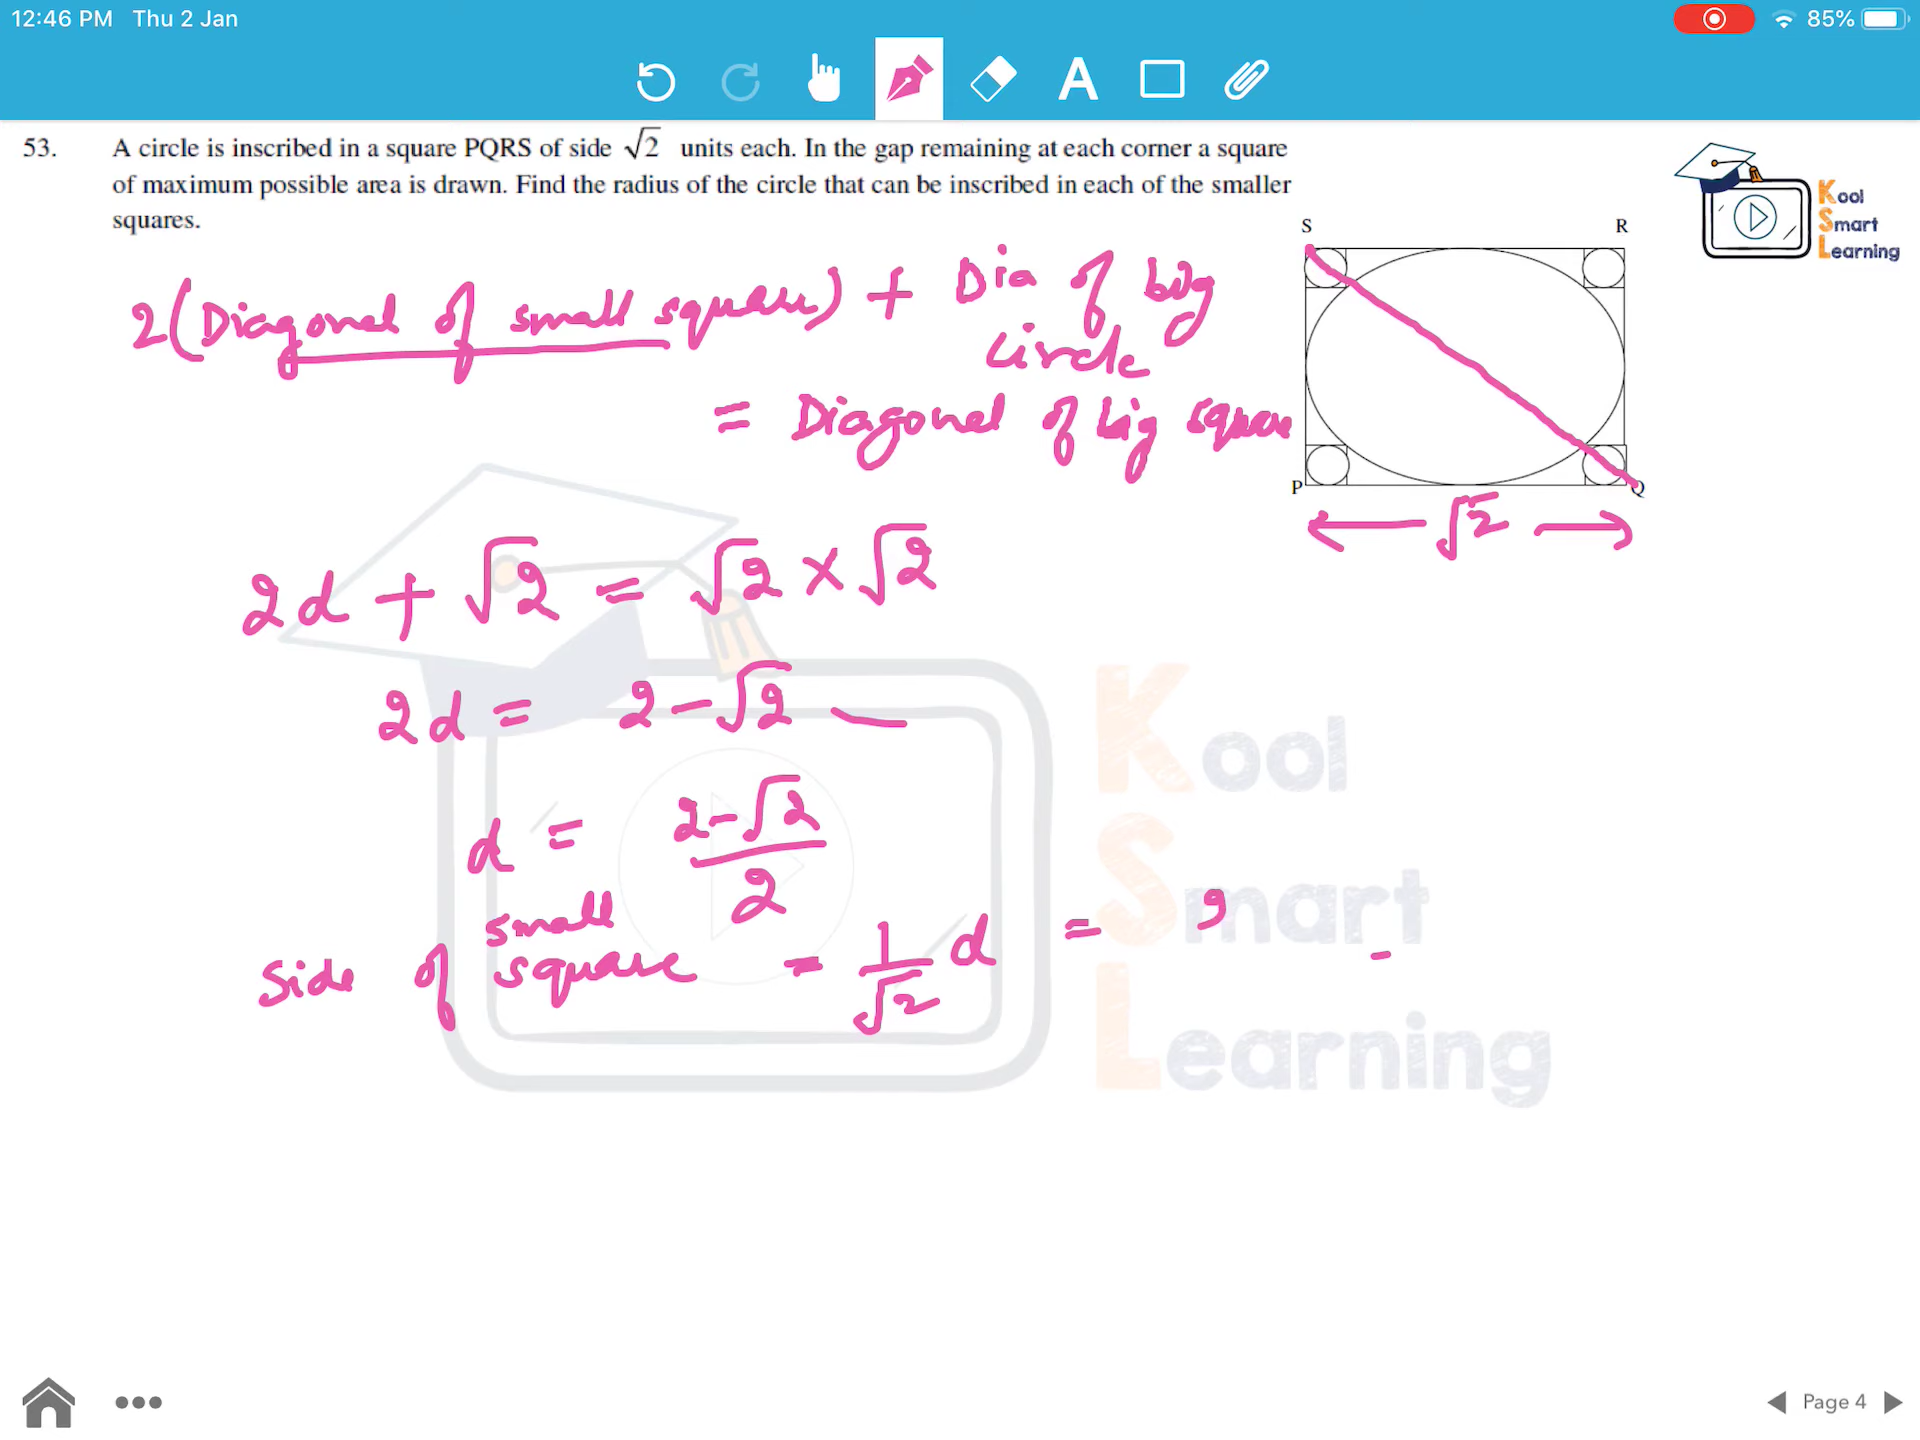 12:46 PM Thu 2 Jan
85%
A
53. A circle is inscribed in a square PQRS of side √2 units each. In the gap remaining at each corner a square
of maximum possible area is drawn. Find the radius of the circle that can be inscribed in each of the smaller
squares.
Kool
Smart
Learning
S R
2(Diagonal of small square) + Dia of big
circle
= Diagonal of big square
P Q
√2
2d + √2 = √2 × √2
2d = 2 - √2
d = (2 - √2)/2
Side of small square = 1/√2 d =
Kool
Smart
Learning
Page 4